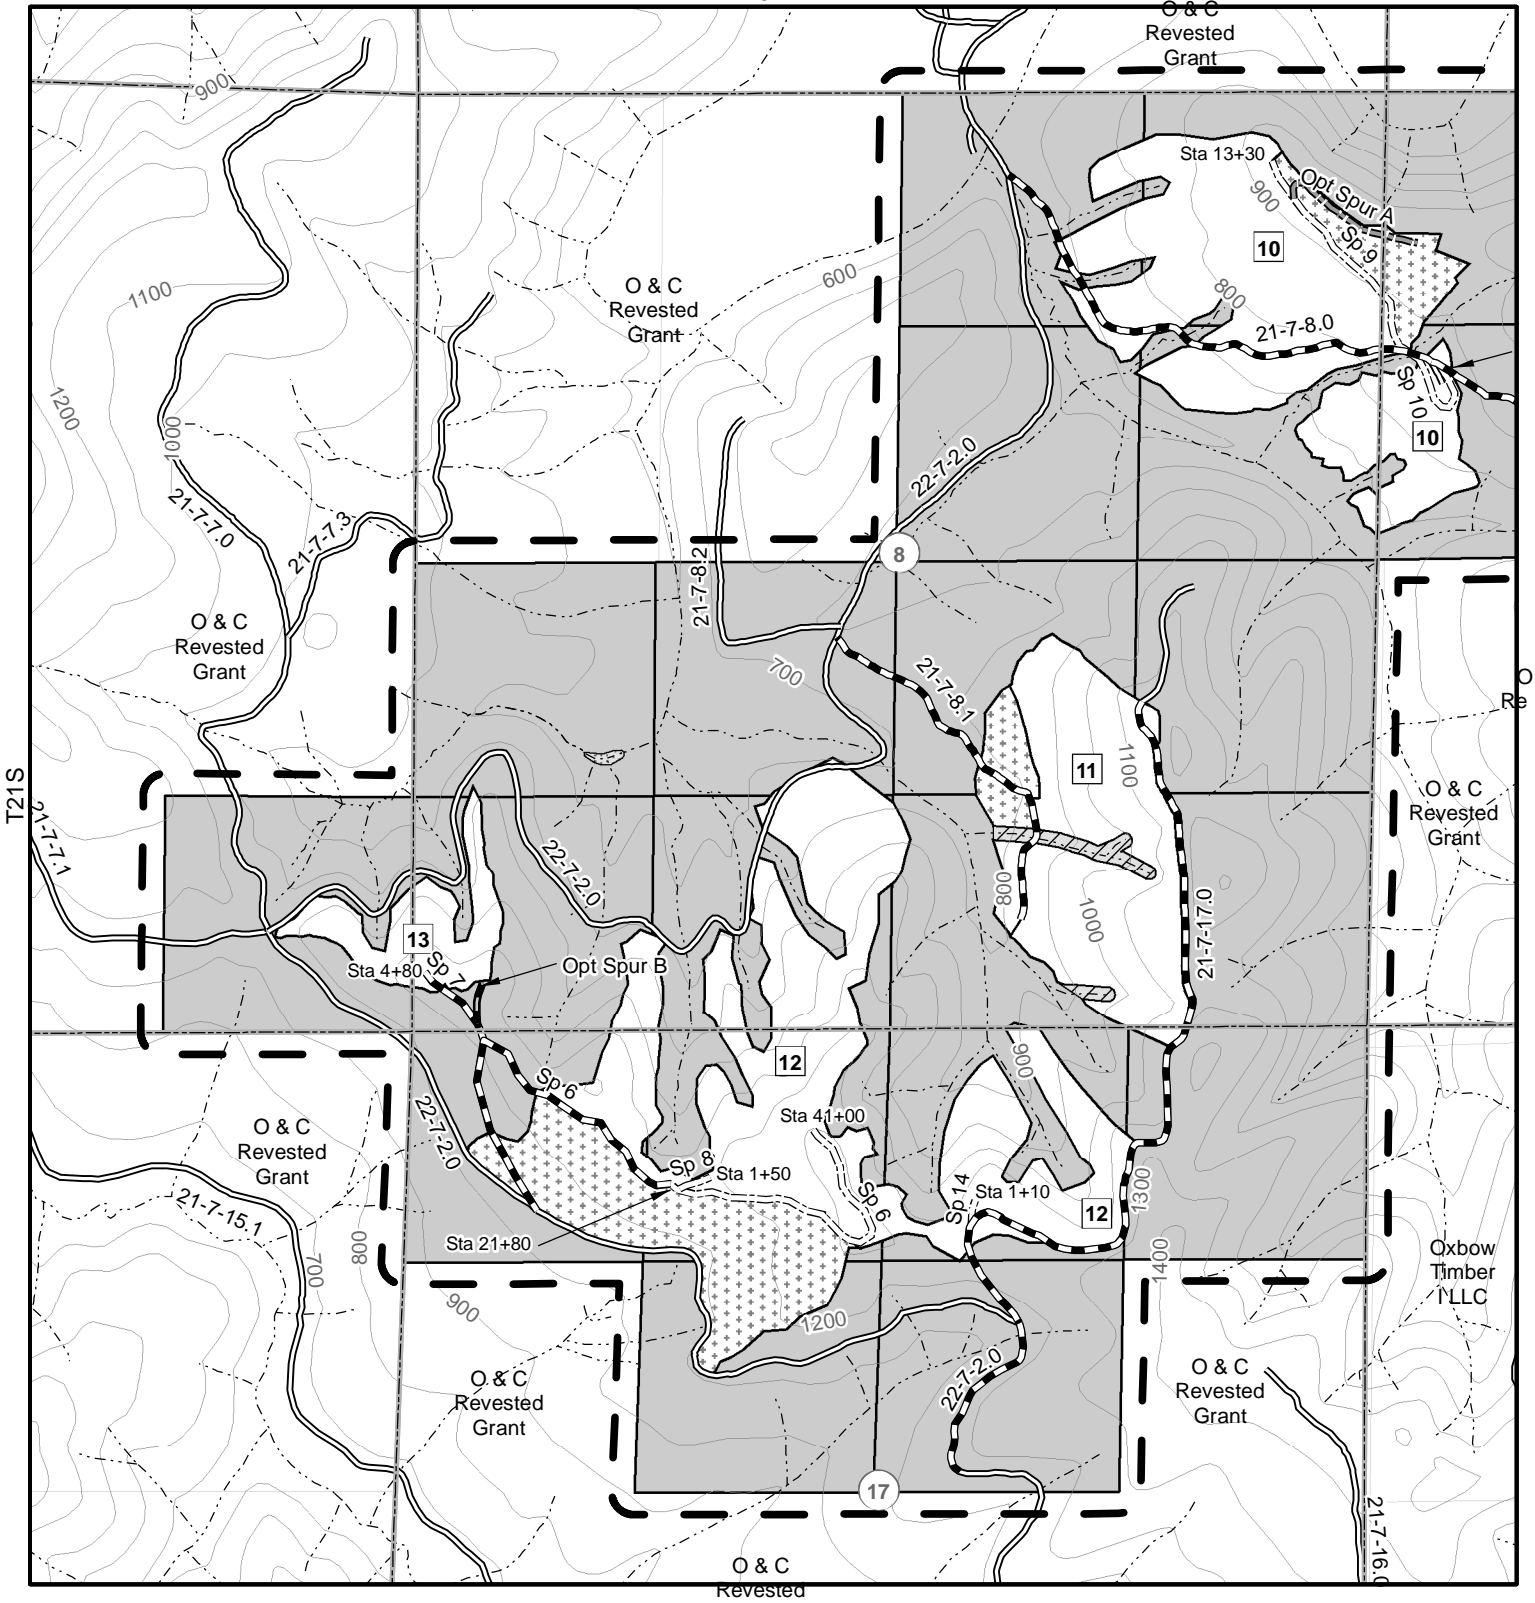 O & C
Revested
Grant
900
Sta 13+30
Opt Spur A
900
Sp 9
10
600
O & C
Revested
Grant
1100
800
21-7-8.0
1200
1000
Sp 10
10
22-7-2.0
21-7-7.0
21-7-7.3
8
21-7-8.2
O & C
Revested
Grant
700
21-7-8.1
O
Re
11
1100
T21S
21-7-7.1
O & C
Revested
Grant
22-7-2.0
800
1000
21-7-17.0
13
Sta 4+80
Sp 7
Opt Spur B
12
900
Sp 6
22-7-2.0
Sta 41+00
O & C
Revested
Grant
Sp 8
Sta 1+50
Sp 6
Sp 14
Sta 1+10
12
1300
21-7-15.1
Sta 21+80
800
700
1400
Oxbow
Timber
I LLC
900
1200
22-7-2.0
O & C
Revested
Grant
O & C
Revested
Grant
17
21-7-16.0
O & C
Revested